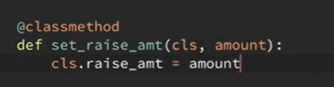 @classmethod
def set_raise_amt(cls, amount):
    cls.raise_amt = amount